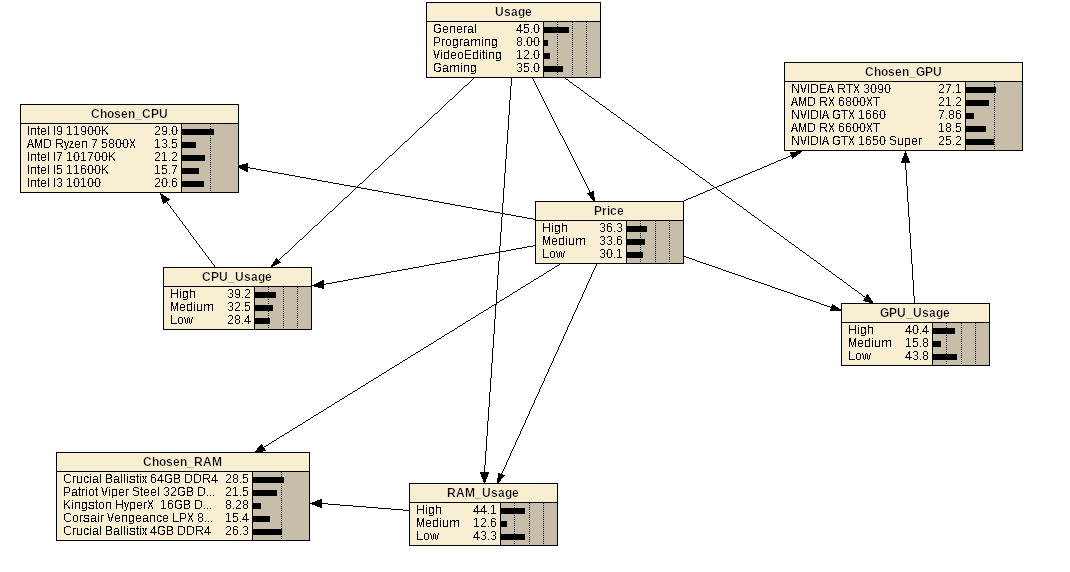 Usage
General 45.0
Programing 8.00
VideoEditing 12.0
Gaming 35.0
Chosen_GPU
NVIDEA RTX 3090 27.1
AMD RX 6800XT 21.2
NVIDIA GTX 1660 7.86
AMD RX 6600XT 18.5
NVIDIA GTX 1650 Super 25.2
Chosen_CPU
Intel I9 11900K 29.0
AMD Ryzen 7 5800X 13.5
Intel I7 101700K 21.2
Intel I5 11600K 15.7
Intel I3 10100 20.6
Price
High 36.3
Medium 33.6
Low 30.1
CPU_Usage
High 39.2
Medium 32.5
Low 28.4
GPU_Usage
High 40.4
Medium 15.8
Low 43.8
Chosen_RAM
Crucial Ballistix 64GB DDR4 28.5
Patriot Viper Steel 32GB D... 21.5
Kingston HyperX 16GB D... 8.28
Corsair Vengeance LPX 8... 15.4
Crucial Ballistix 4GB DDR4 26.3
RAM_Usage
High 44.1
Medium 12.6
Low 43.3